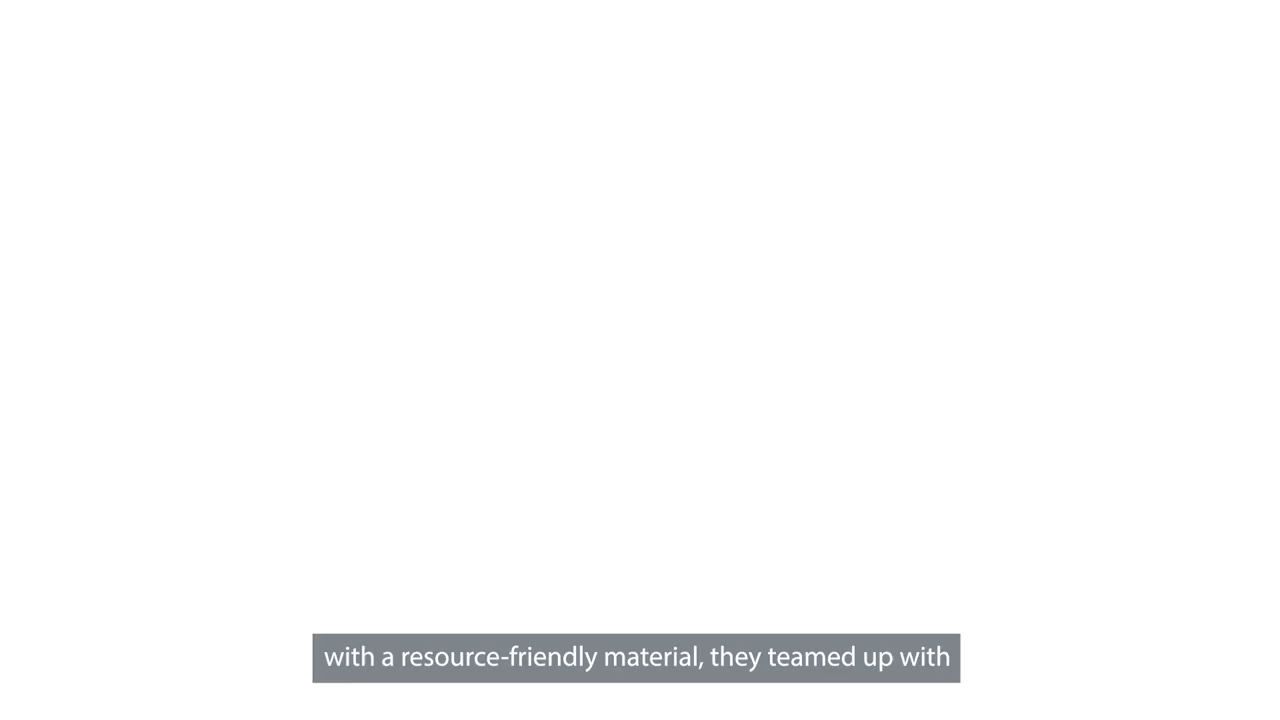 with a resource-friendly material, they teamed up with